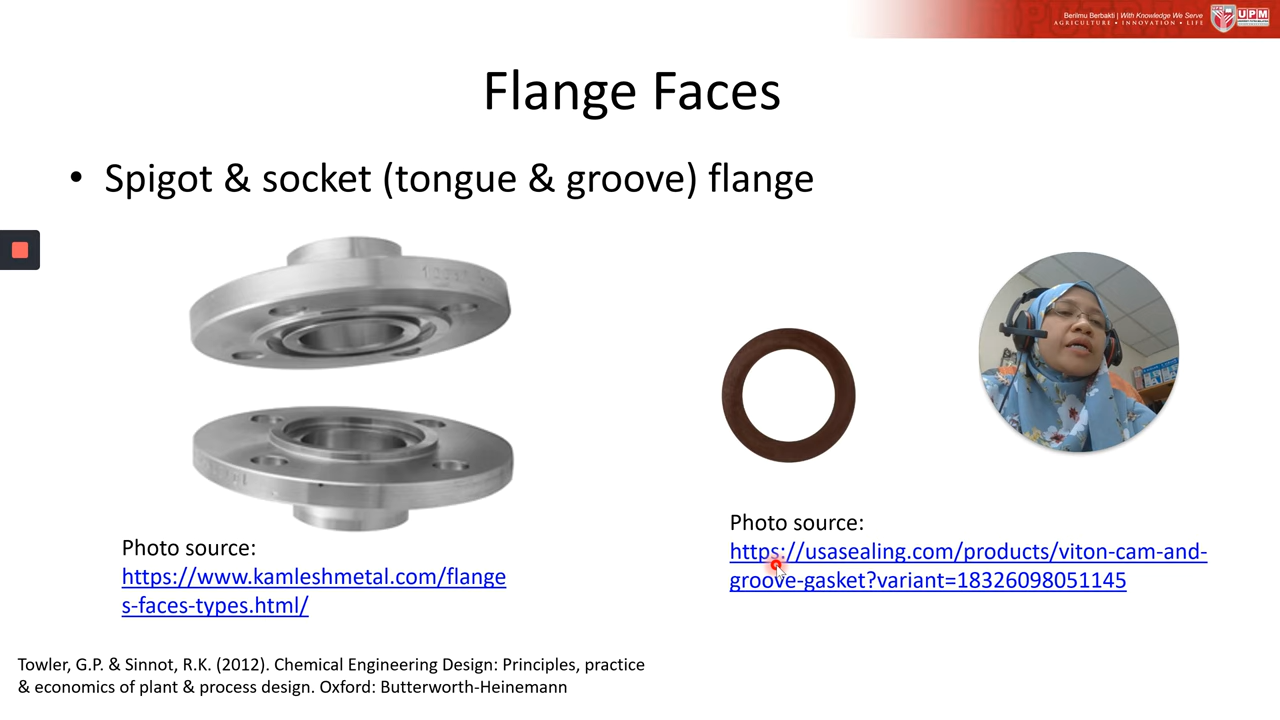 Berilmu Berbakti | With Knowledge We Serve
AGRICULTURE • INNOVATION • LIFE
UPM
Flange Faces
• Spigot & socket (tongue & groove) flange
Photo source:
https://www.kamleshmetal.com/flange
s-faces-types.html/
Photo source:
https://usasealing.com/products/viton-cam-and-
groove-gasket?variant=18326098051145
Towler, G.P. & Sinnot, R.K. (2012). Chemical Engineering Design: Principles, practice
& economics of plant & process design. Oxford: Butterworth-Heinemann